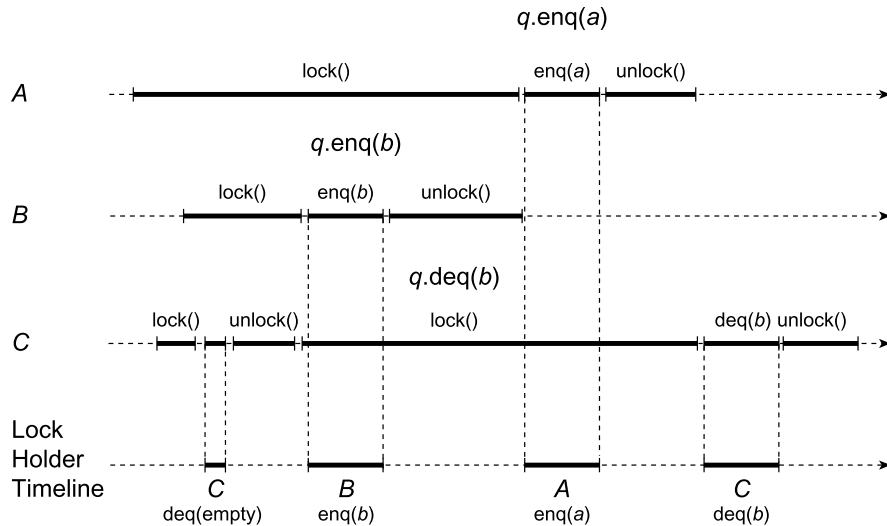 q.enq(a)
lock() enq(a) unlock()
A
q.enq(b)
lock() enq(b) unlock()
B
q.deq(b)
lock() unlock() lock() deq(b) unlock()
C
Lock
Holder
Timeline C B A C
deq(empty) enq(b) enq(a) deq(b)